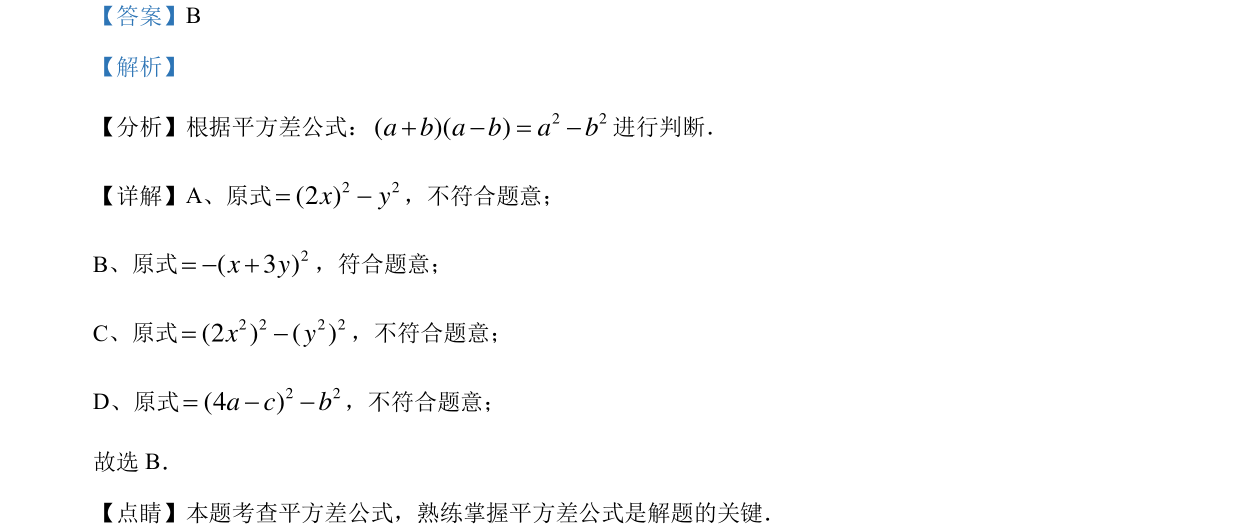 【答案】B
【解析】
【分析】根据平方差公式：(a+b)(a−b)=a²−b²进行判断．
【详解】A、原式=(2x)²−y²，不符合题意；
B、原式=−(x+3y)²，符合题意；
C、原式=(2x²)²−(y²)²，不符合题意；
D、原式=(4a−c)²−b²，不符合题意；
故选 B．
【点睛】本题考查平方差公式，熟练掌握平方差公式是解题的关键．